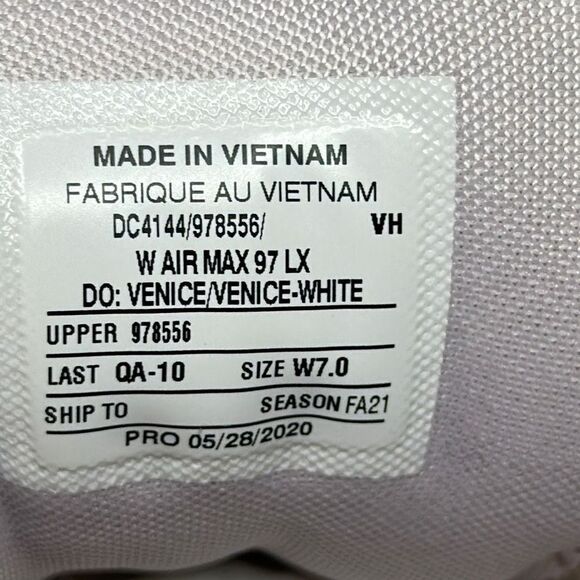 MADE IN VIETNAM
FABRIQUE AU VIETNAM
DC4144/978556/ VH
W AIR MAX 97 LX
DO: VENICE/VENICE-WHITE
UPPER 978556
LAST QA-10 SIZE W7.0
SHIP TO SEASON FA21
PRO 05/28/2020